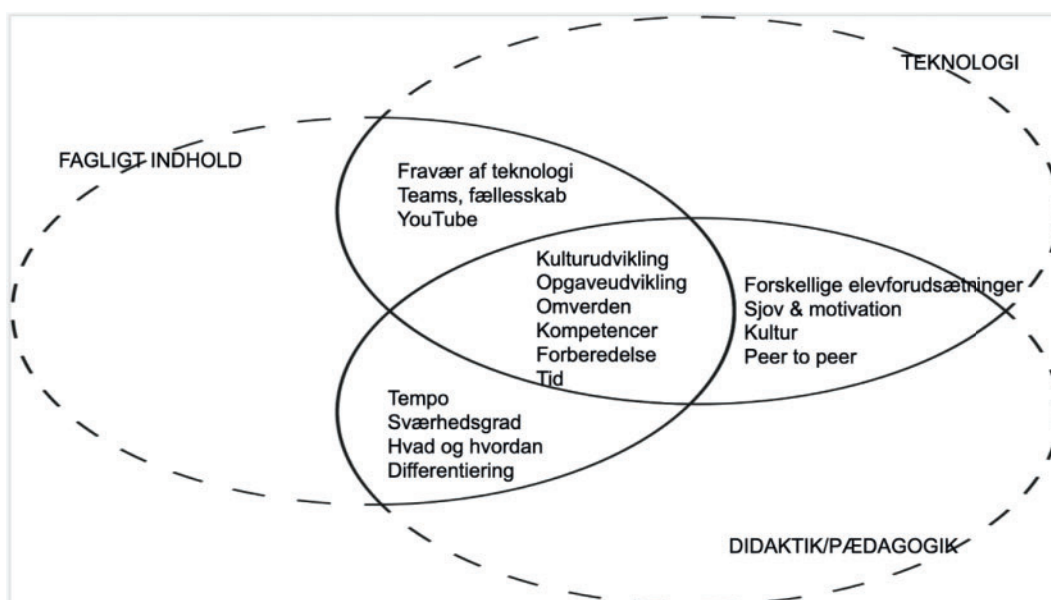 TEKNOLOGI
FAGLIGT INDHOLD
Fravær af teknologi
Teams, fællesskab
YouTube
Kulturudvikling
Opgaveudvikling
Omverden
Kompetencer
Forberedelse
Tid
Forskellige elevforudsætninger
Sjov & motivation
Kultur
Peer to peer
Tempo
Sværhedsgrad
Hvad og hvordan
Differentiering
DIDAKTIK/PÆDAGOGIK